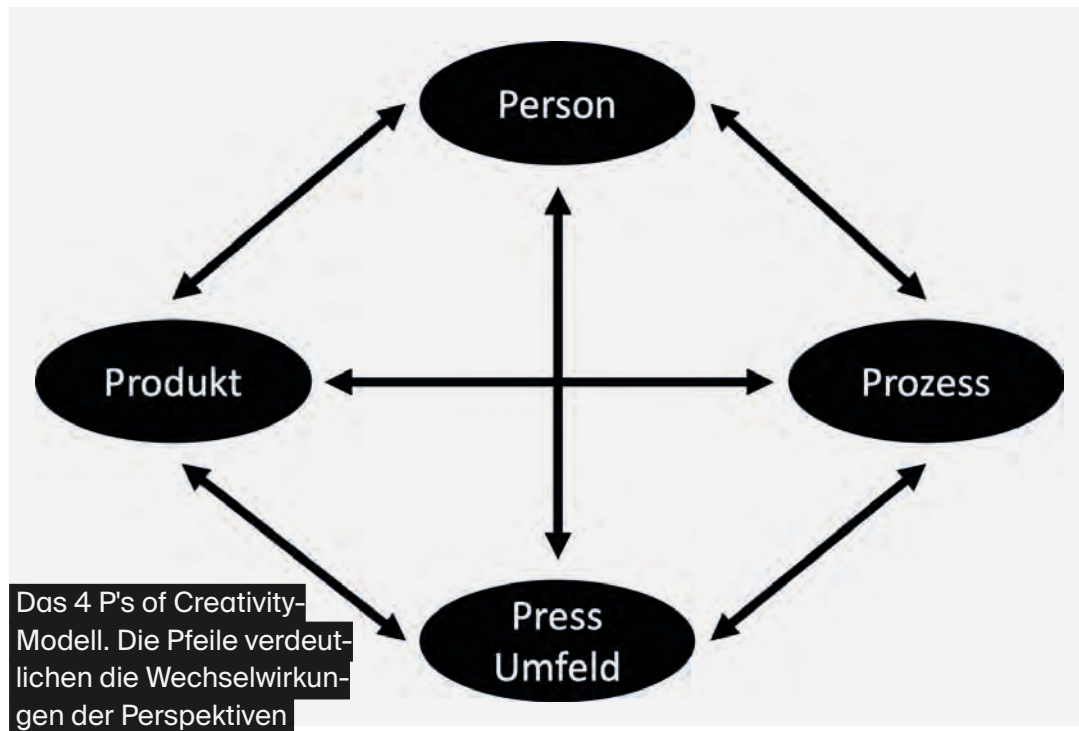 Person
Produkt
Prozess
Press
Umfeld
Das 4 P's of Creativity-
Modell. Die Pfeile verdeut-
lichen die Wechselwirkun-
gen der Perspektiven